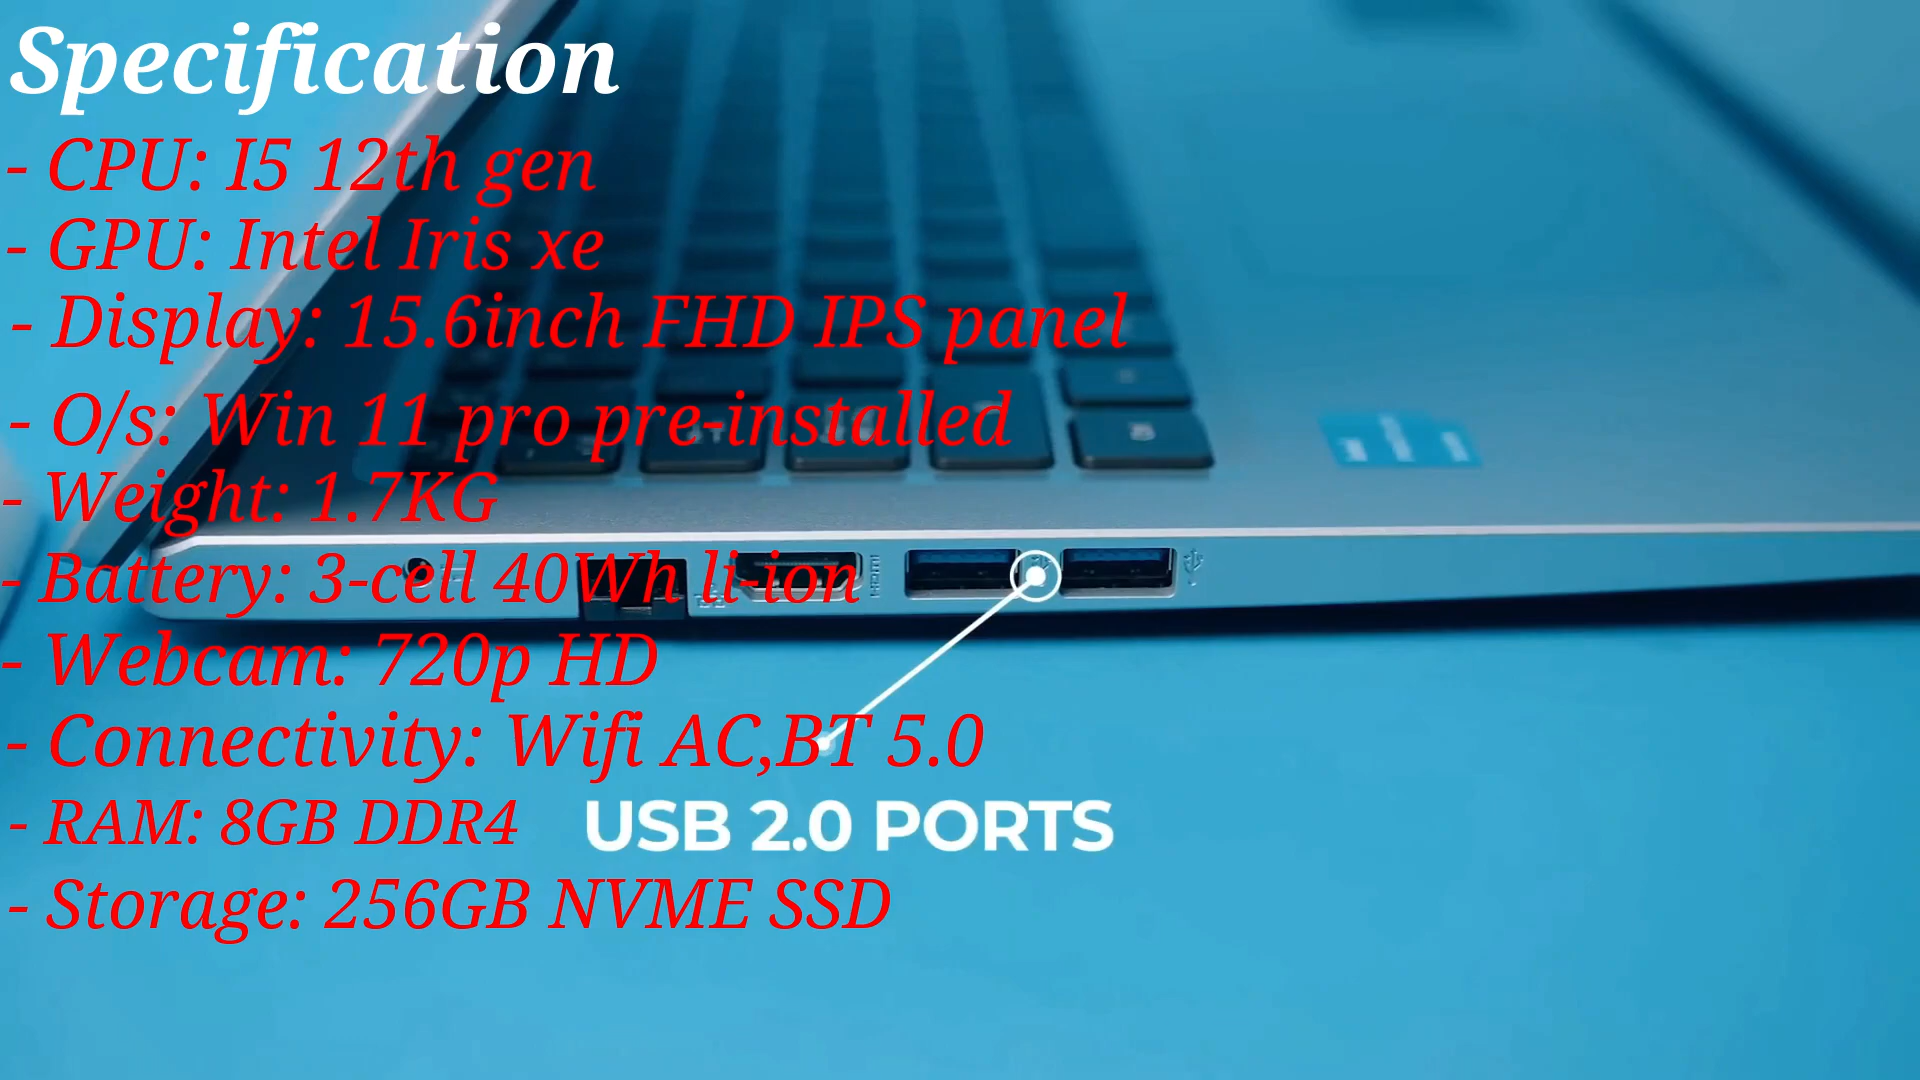 Specification
- CPU: I5 12th gen
- GPU: Intel Iris xe
- Display: 15.6inch FHD IPS panel
- O/s: Win 11 pro pre-installed
- Weight: 1.7KG
- Battery: 3-cell 40Wh li-ion
HDMI
- Webcam: 720p HD
- Connectivity: Wifi AC,BT 5.0
- RAM: 8GB DDR4
USB 2.0 PORTS
- Storage: 256GB NVME SSD